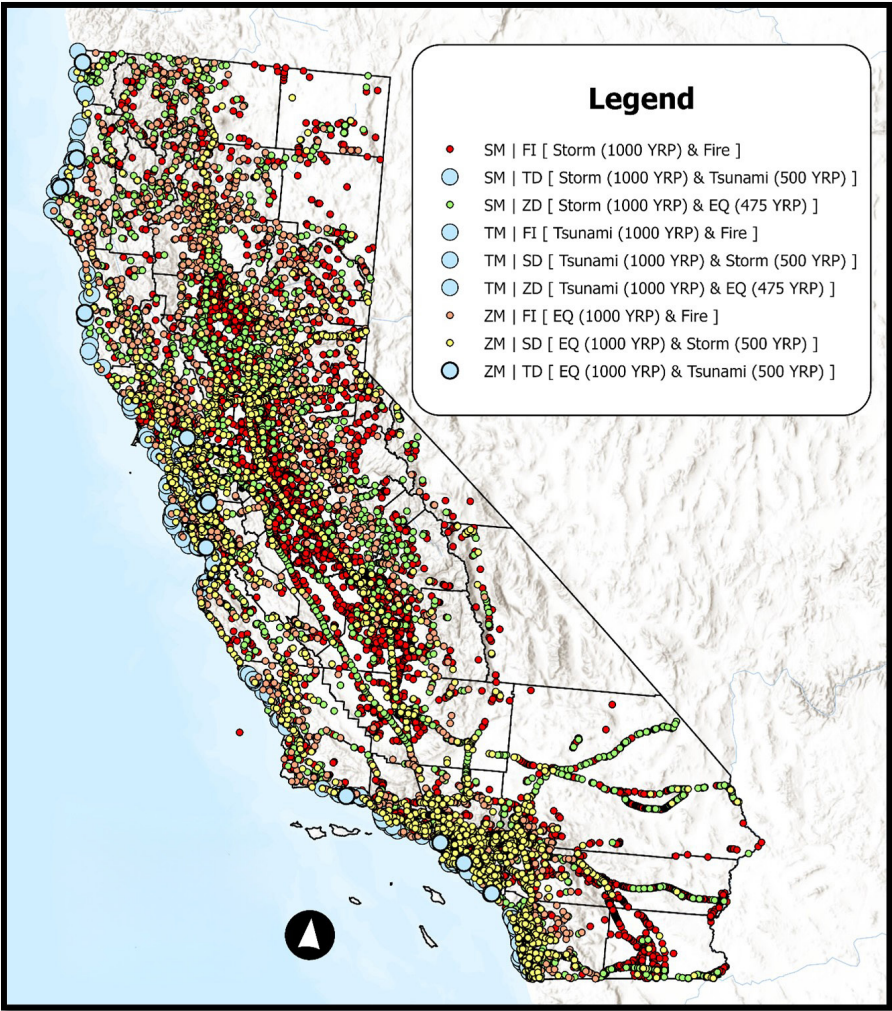 Legend
SM | FI [ Storm (1000 YRP) & Fire ]
SM | TD [ Storm (1000 YRP) & Tsunami (500 YRP) ]
SM | ZD [ Storm (1000 YRP) & EQ (475 YRP) ]
TM | FI [ Tsunami (1000 YRP) & Fire ]
TM | SD [ Tsunami (1000 YRP) & Storm (500 YRP) ]
TM | ZD [ Tsunami (1000 YRP) & EQ (475 YRP) ]
ZM | FI [ EQ (1000 YRP) & Fire ]
ZM | SD [ EQ (1000 YRP) & Storm (500 YRP) ]
ZM | TD [ EQ (1000 YRP) & Tsunami (500 YRP) ]